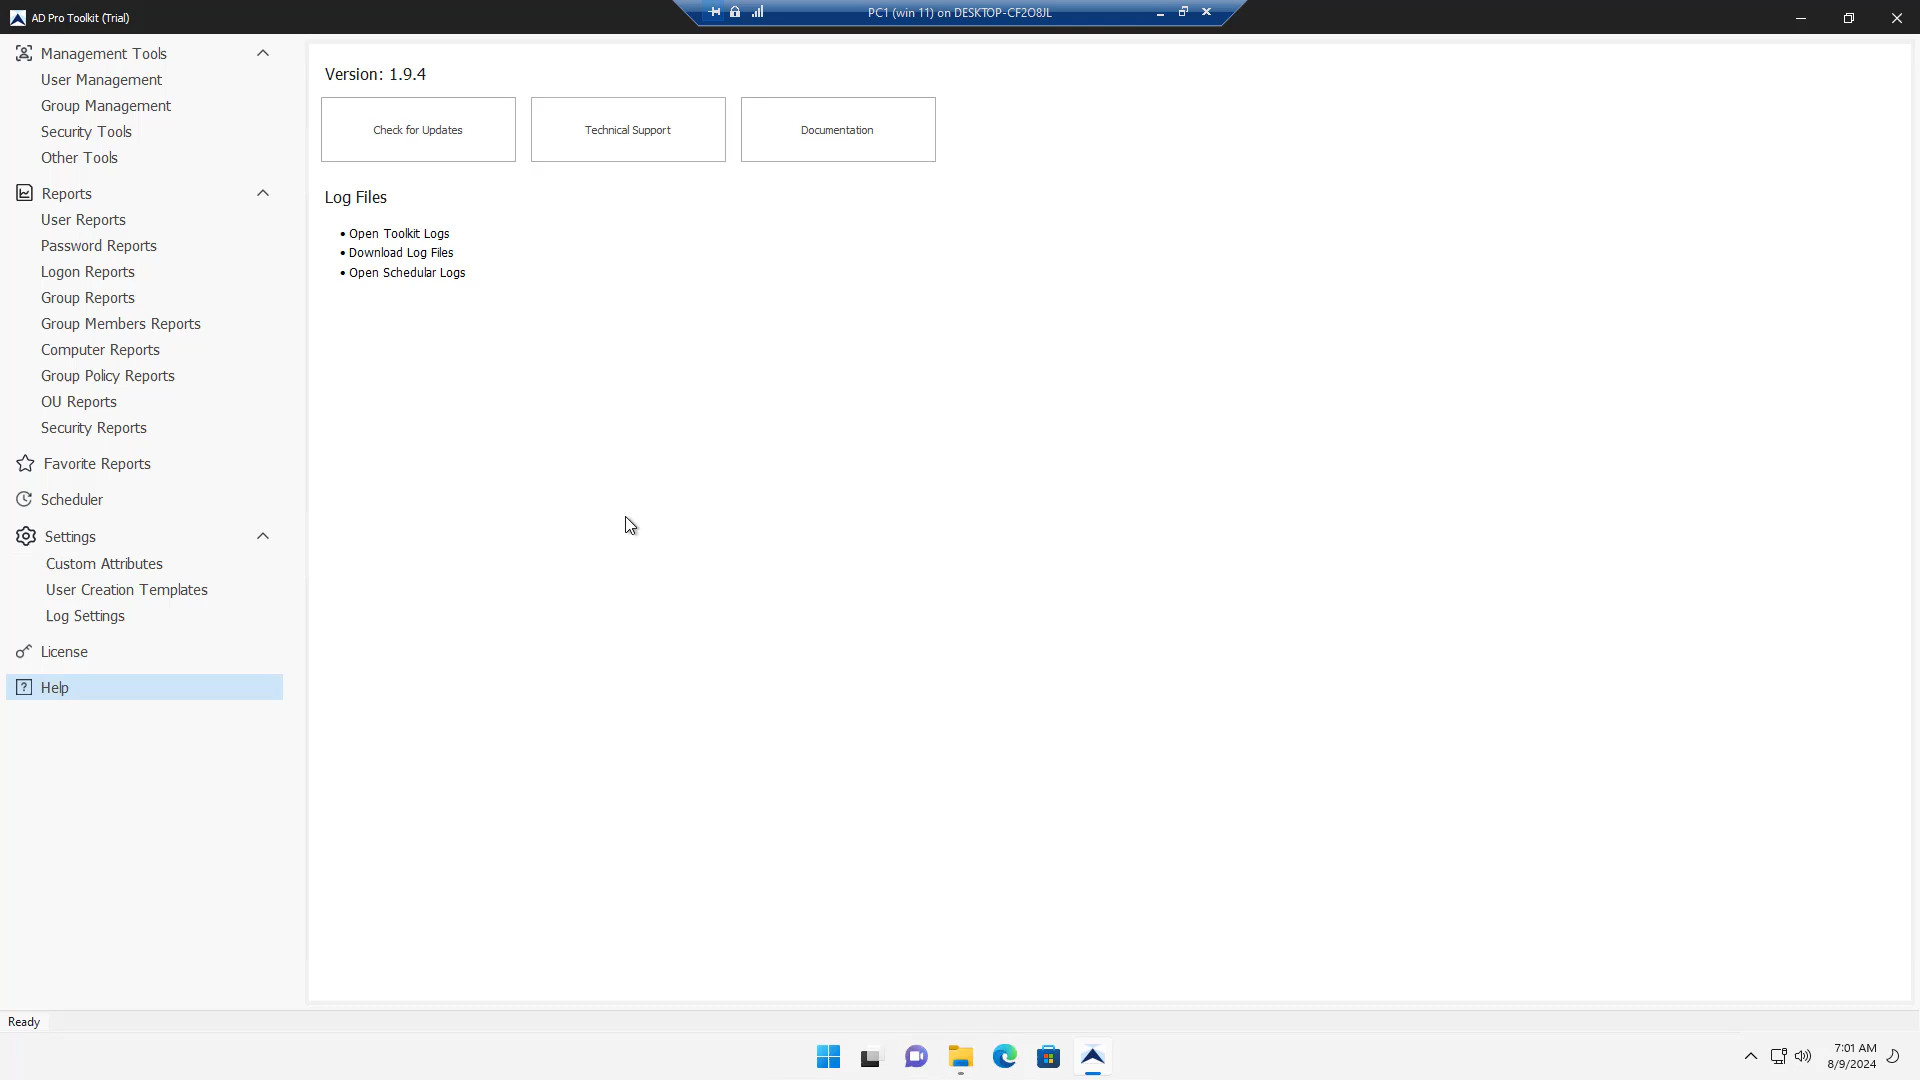 AD Pro Toolkit (Trial)
PC1 (win 11) on DESKTOP-CF2O8JL
Management Tools
User Management
Group Management
Security Tools
Other Tools
Reports
User Reports
Password Reports
Logon Reports
Group Reports
Group Members Reports
Computer Reports
Group Policy Reports
OU Reports
Security Reports
Favorite Reports
Scheduler
Settings
Custom Attributes
User Creation Templates
Log Settings
License
Help
Version: 1.9.4
Check for Updates
Technical Support
Documentation
Log Files
• Open Toolkit Logs
• Download Log Files
• Open Schedular Logs
Ready
7:01 AM
8/9/2024